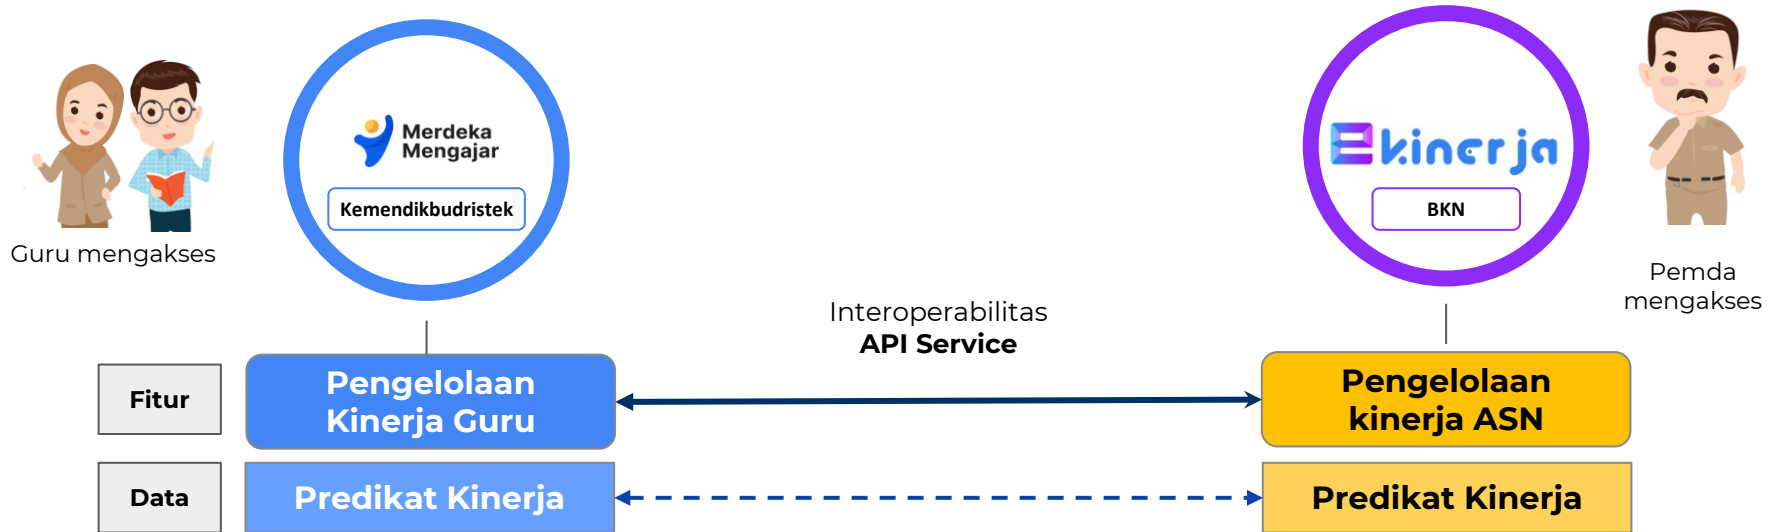 Merdeka
Mengajar
Kemendikbudristek
Guru mengakses
Ekinerja
BKN
Pemda
mengakses
Interoperabilitas
API Service
Fitur
Pengelolaan
Kinerja Guru
Pengelolaan
kinerja ASN
Data
Predikat Kinerja
Predikat Kinerja